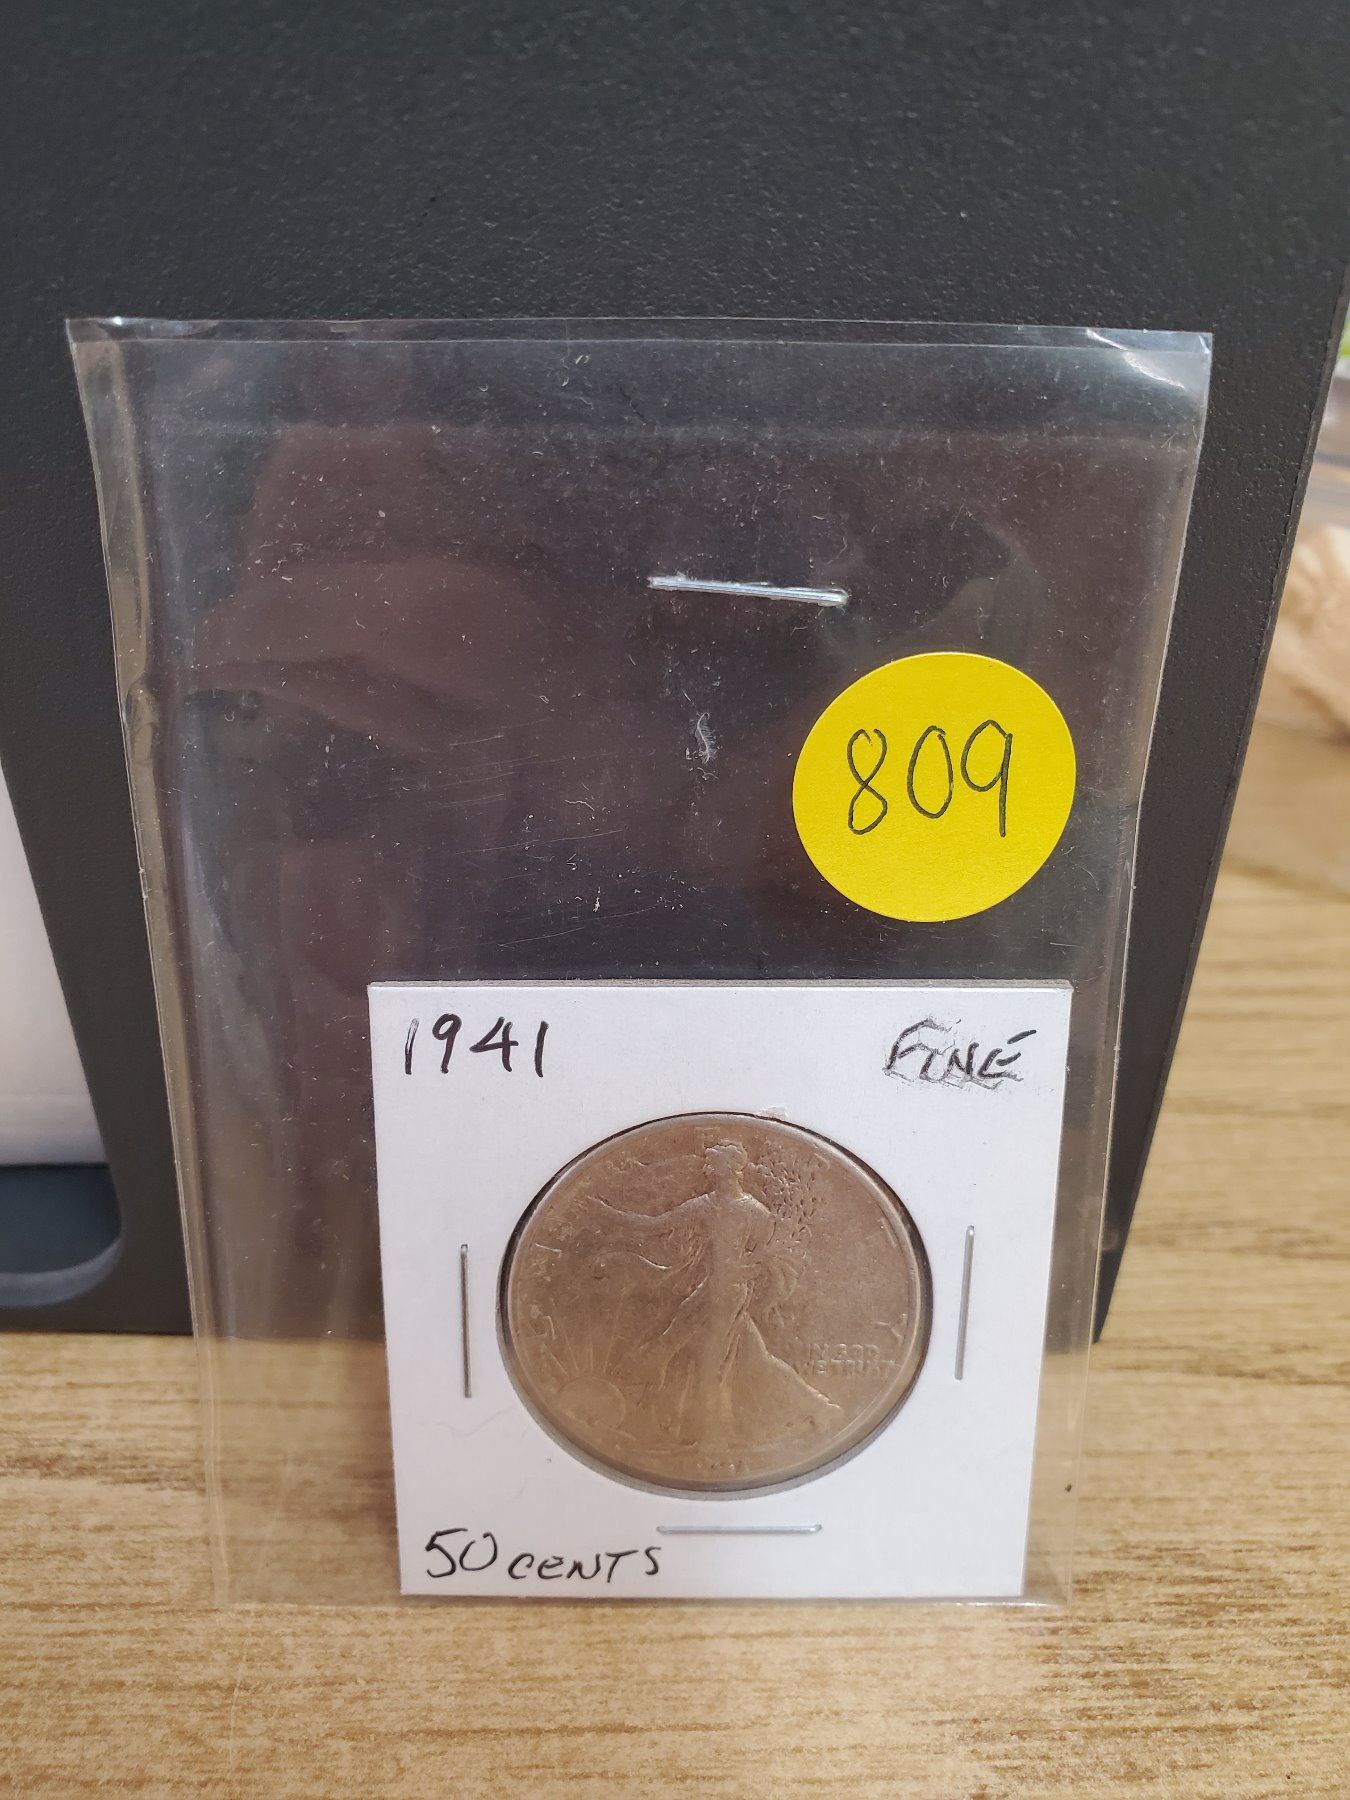 809
1941 FINE
IN GOD
WE TRUST
50 CENTS